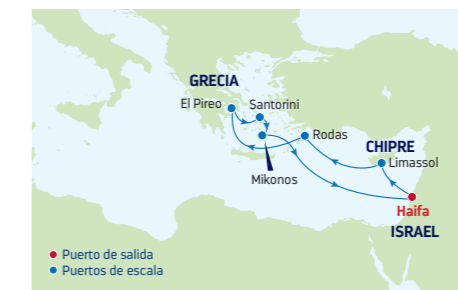 GRECIA
El Pireo
Santorini
Rodas
CHIPRE
Limassol
Mikonos
Haifa
ISRAEL
Puerto de salida
Puertos de escala